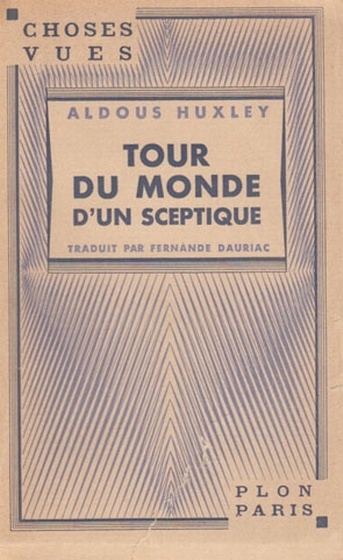 CHOSES
VUES
ALDOUS HUXLEY
TOUR
DU MONDE
D'UN SCEPTIQUE
TRADUIT PAR FERNANDE DAURIAC
PLON
PARIS